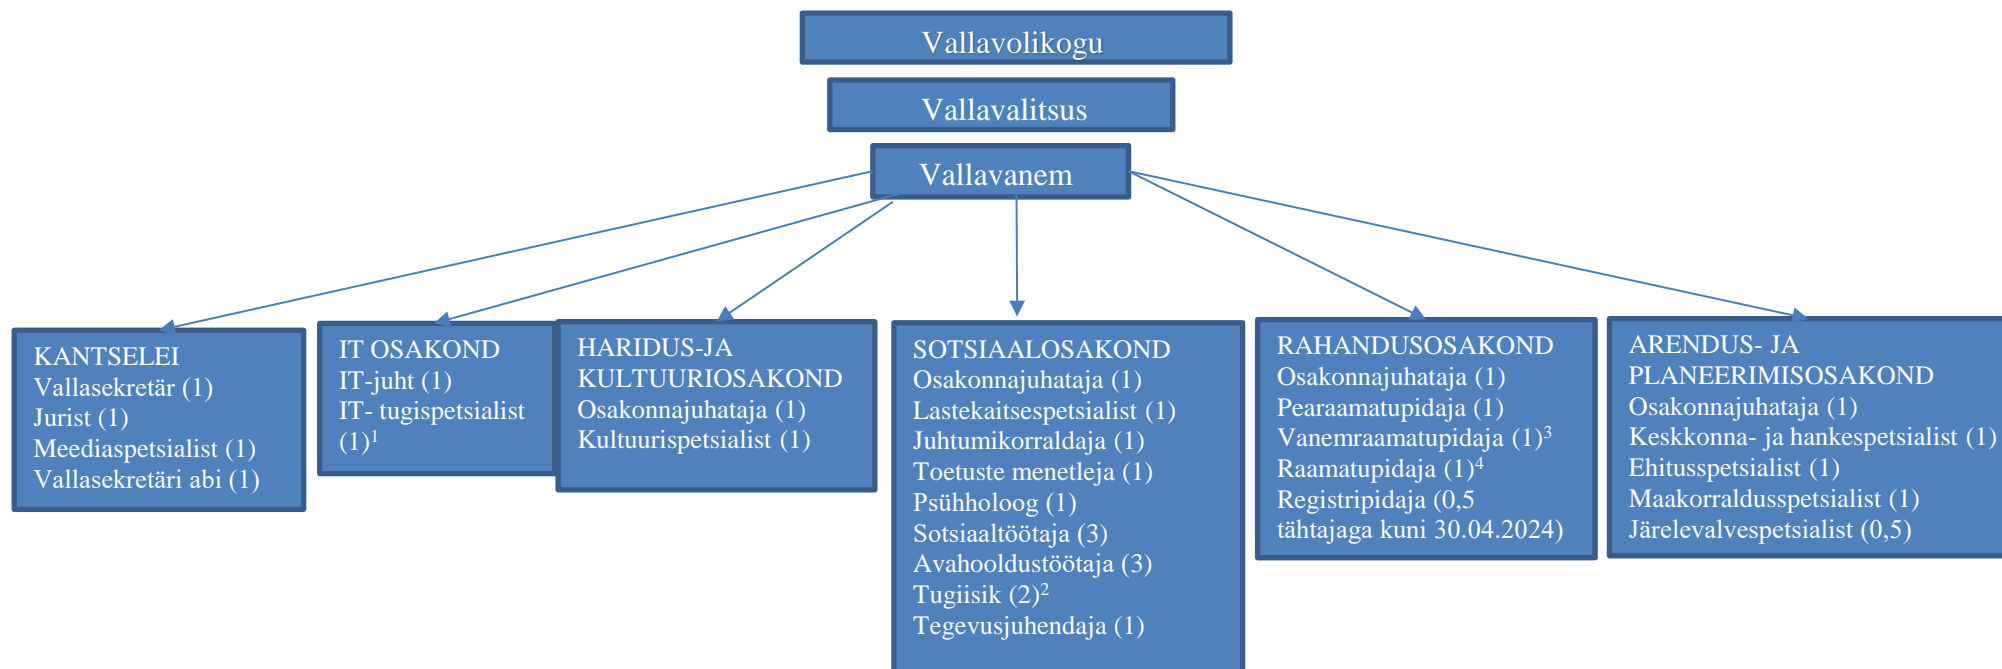 Vallavolikogu
Vallavalitsus
Vallavanem
KANTSELEI
Vallasekretär (1)
Jurist (1)
Meediaspetsialist (1)
Vallasekretäri abi (1)
IT OSAKOND
IT-juht (1)
IT- tugispetsialist
(1)¹
HARIDUS-JA
KULTUURIOSAKOND
Osakonnajuhataja (1)
Kultuurispetsialist (1)
SOTSIAALOSAKOND
Osakonnajuhataja (1)
Lastekaitsespetsialist (1)
Juhtumikorraldaja (1)
Toetuste menetleja (1)
Psühholoog (1)
Sotsiaaltöötaja (3)
Avahooldustöötaja (3)
Tugiisik (2)²
Tegevusjuhendaja (1)
RAHANDUSOSAKOND
Osakonnajuhataja (1)
Pearaamatupidaja (1)
Vanemraamatupidaja (1)³
Raamatupidaja (1)⁴
Registripidaja (0,5
tähtajaga kuni 30.04.2024)
ARENDUS- JA
PLANEERIMISOSAKOND
Osakonnajuhataja (1)
Keskkonna- ja hankespetsialist (1)
Ehitusspetsialist (1)
Maakorraldusspetsialist (1)
Järelevalvespetsialist (0,5)